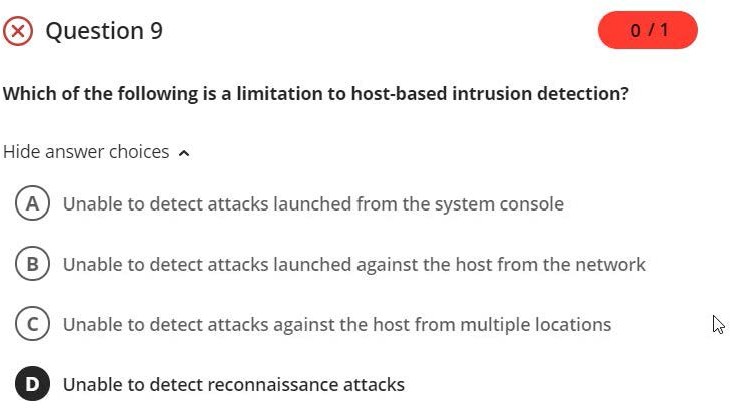 Question 9
0 / 1
Which of the following is a limitation to host-based intrusion detection?
Hide answer choices
A Unable to detect attacks launched from the system console
B Unable to detect attacks launched against the host from the network
C Unable to detect attacks against the host from multiple locations
D Unable to detect reconnaissance attacks